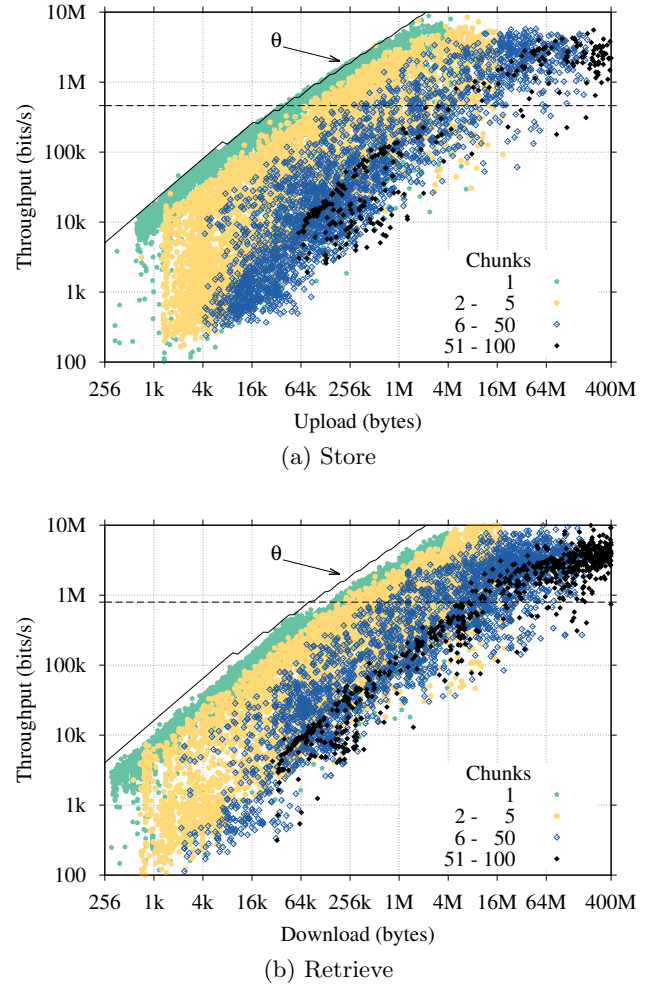 10M
1M
100k
10k
1k
100
Throughput (bits/s)
θ
Chunks
1
2 - 5
6 - 50
51 - 100
256 1k 4k 16k 64k 256k 1M 4M 16M 64M 400M
Upload (bytes)
(a) Store
10M
1M
100k
10k
1k
100
Throughput (bits/s)
θ
Chunks
1
2 - 5
6 - 50
51 - 100
256 1k 4k 16k 64k 256k 1M 4M 16M 64M 400M
Download (bytes)
(b) Retrieve